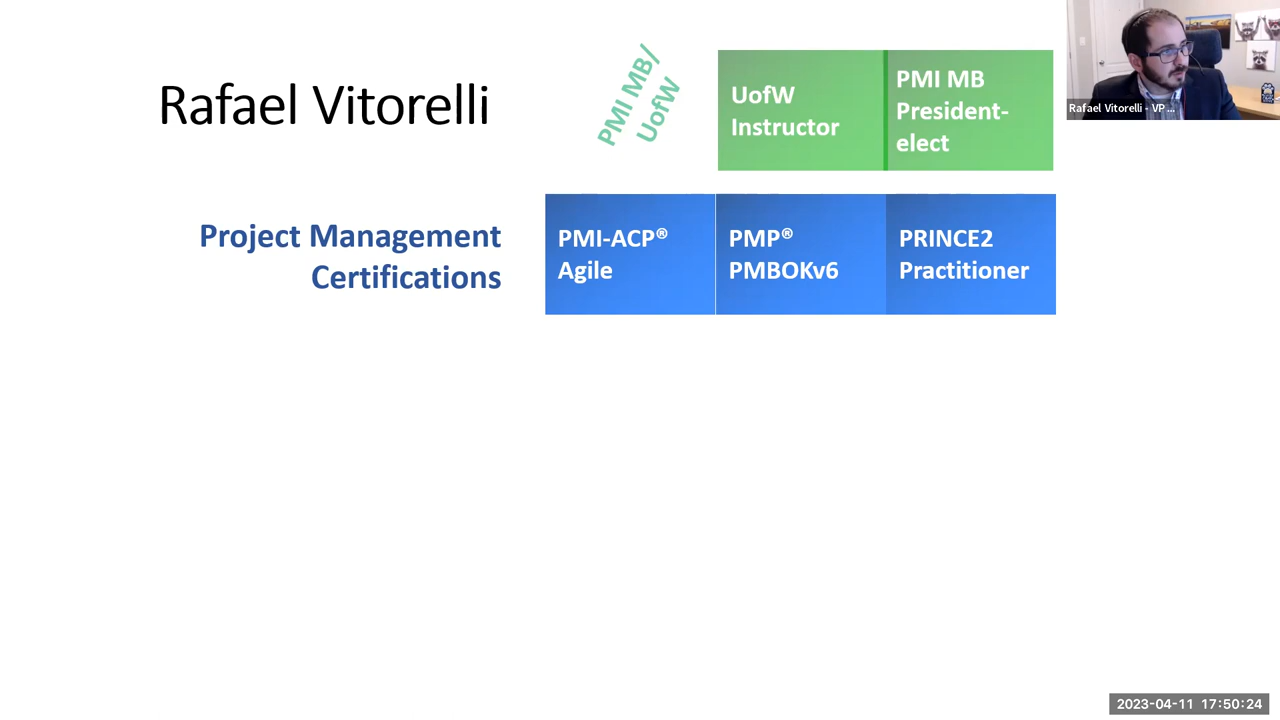 Rafael Vitorelli
PMI MB/
UofW
UofW
Instructor
PMI MB
President-
elect
Rafael Vitorelli - VP ...
Project Management
Certifications
PMI-ACP®
Agile
PMP®
PMBOKv6
PRINCE2
Practitioner
2023-04-11 17:50:24